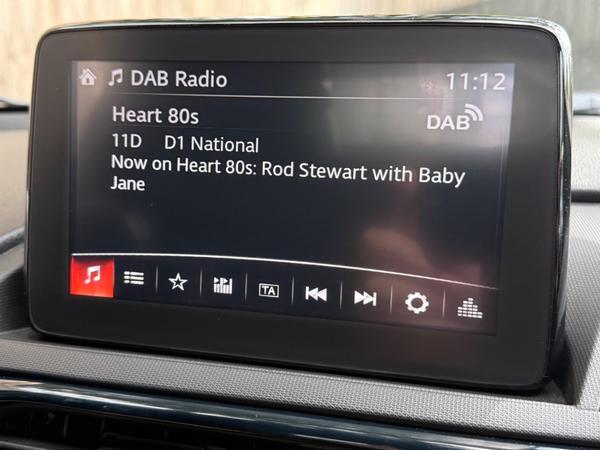 DAB Radio 11:12
Heart 80s
DAB
11D D1 National
Now on Heart 80s: Rod Stewart with Baby
Jane
TA